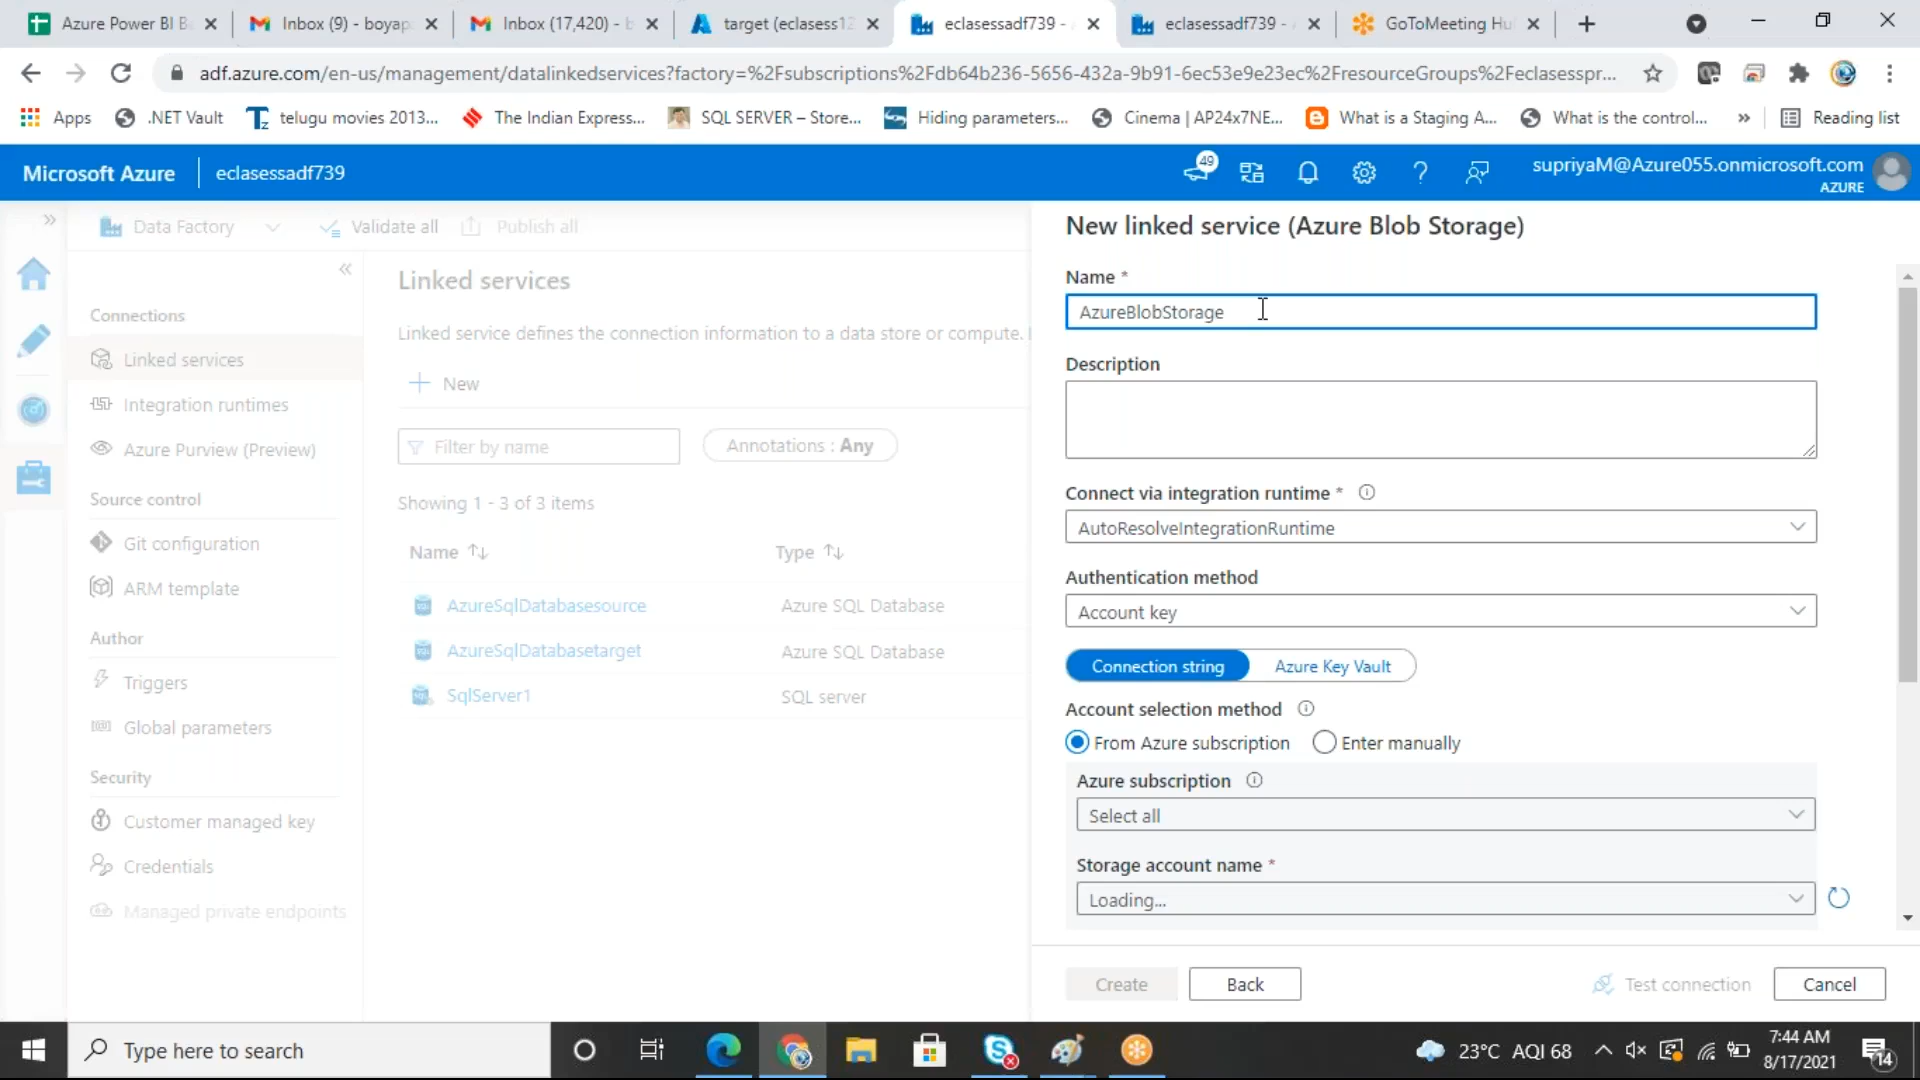 Azure Power BI B
Inbox (9) - boyap
Inbox (17,420) - b
target (eclasess12
eclasessadf739 -
eclasessadf739 - A
GoToMeeting Hu
adf.azure.com/en-us/management/datalinkedservices?factory=%2Fsubscriptions%2Fdb64b236-5656-432a-9b91-6ec53e9e23ec%2FresourceGroups%2Feclasesspr...
Apps
.NET Vault
telugu movies 2013...
The Indian Express...
SQL SERVER – Store...
Hiding parameters...
Cinema | AP24x7NE...
What is a Staging A...
What is the control...
»
Reading list
Microsoft Azure
eclasessadf739
49
supriyaM@Azure055.onmicrosoft.com
AZURE
Data Factory
Validate all
Publish all
Connections
Linked services
Integration runtimes
Azure Purview (Preview)
Source control
Git configuration
ARM template
Author
Triggers
Global parameters
Security
Customer managed key
Credentials
Managed private endpoints
Linked services
Linked service defines the connection information to a data store or compute.
New
Filter by name
Annotations : Any
Showing 1 - 3 of 3 items
Name
Type
AzureSqlDatabasesource
Azure SQL Database
AzureSqlDatabasetarget
Azure SQL Database
SqlServer1
SQL server
New linked service (Azure Blob Storage)
Name *
AzureBlobStorage
Description
Connect via integration runtime *
AutoResolveIntegrationRuntime
Authentication method
Account key
Connection string
Azure Key Vault
Account selection method
From Azure subscription
Enter manually
Azure subscription
Select all
Storage account name *
Loading...
Create
Back
Test connection
Cancel
Type here to search
23°C AQI 68
7:44 AM
8/17/2021
14